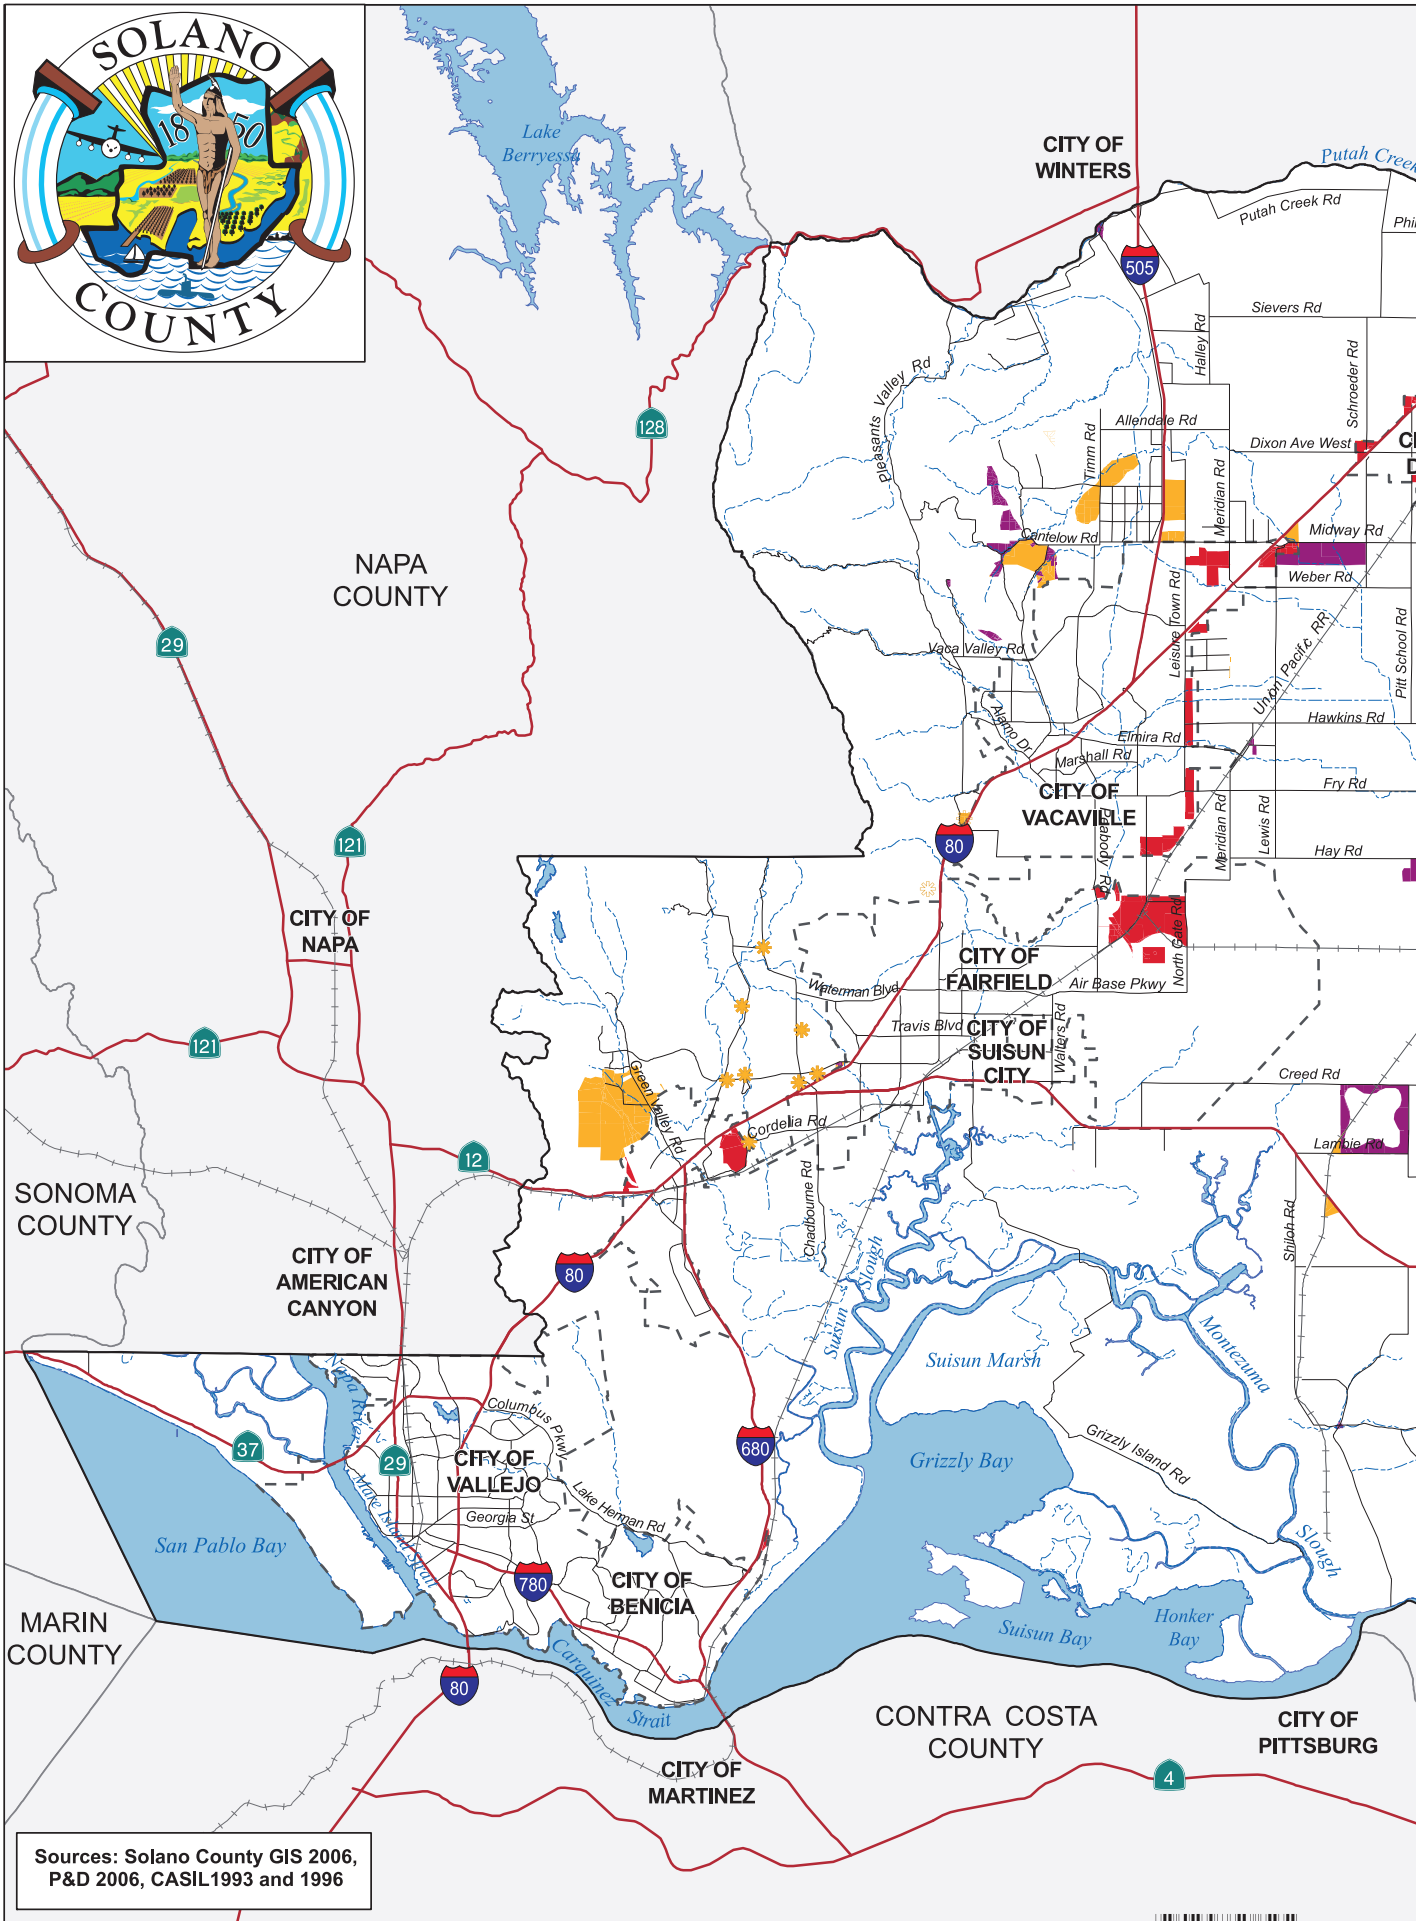 SOLANO
18 50
COUNTY
Lake
Berryessa
CITY OF
WINTERS
Putah Creek
Putah Creek Rd
505
Sievers Rd
Halley Rd
Schroeder Rd
Pleasants Valley Rd
128
Allendale Rd
Timm Rd
Dixon Ave West
Meridian Rd
Midway Rd
Cantelow Rd
Weber Rd
NAPA
COUNTY
29
Leisure Town Rd
Union Pacific RR
Pitt School Rd
Vaca Valley Rd
Alamo Dr
Hawkins Rd
Elmira Rd
Marshall Rd
Fry Rd
CITY OF
VACAVILLE
Peabody Rd
Meridian Rd
Lewis Rd
Hay Rd
80
121
CITY OF
NAPA
North Gate Rd
CITY OF
FAIRFIELD
Air Base Pkwy
Waterman Blvd
Travis Blvd
CITY OF
SUISUN
CITY
Walters Rd
121
Green Valley Rd
Creed Rd
Cordelia Rd
Lambie Rd
12
Chadbourne Rd
Shiloh Rd
SONOMA
COUNTY
CITY OF
AMERICAN
CANYON
80
Suisun Slough
Suisun Marsh
Montezuma
Slough
Napa River
Columbus Pkwy
37
29
CITY OF
VALLEJO
680
Grizzly Bay
Grizzly Island Rd
Mare Island Strait
Georgia St
Lake Herman Rd
San Pablo Bay
780
CITY OF
BENICIA
Suisun Bay
Honker
Bay
MARIN
COUNTY
80
Carquinez
Strait
CONTRA COSTA
COUNTY
CITY OF
PITTSBURG
CITY OF
MARTINEZ
4
Sources: Solano County GIS 2006,
P&D 2006, CASIL1993 and 1996